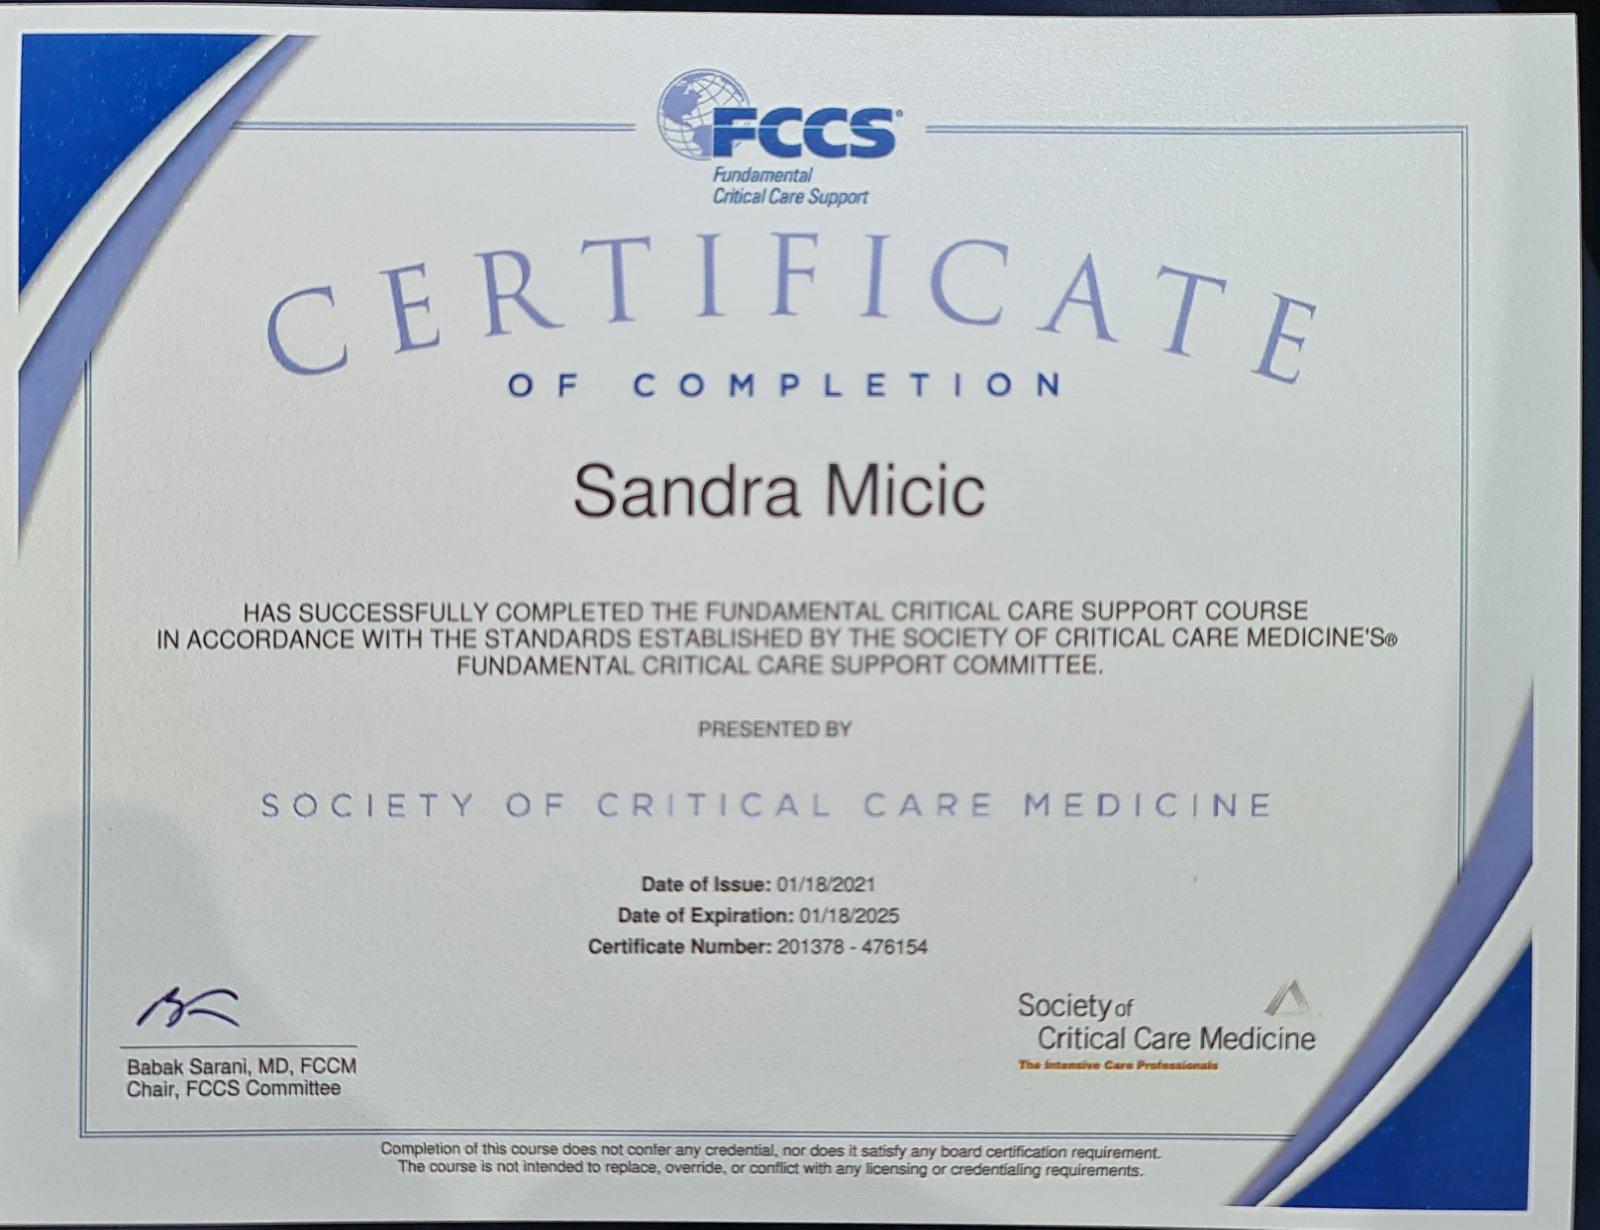 FCCS®
Fundamental
Critical Care Support
CERTIFICATE
OF COMPLETION
Sandra Micic
HAS SUCCESSFULLY COMPLETED THE FUNDAMENTAL CRITICAL CARE SUPPORT COURSE
IN ACCORDANCE WITH THE STANDARDS ESTABLISHED BY THE SOCIETY OF CRITICAL CARE MEDICINE'S®
FUNDAMENTAL CRITICAL CARE SUPPORT COMMITTEE.
PRESENTED BY
SOCIETY OF CRITICAL CARE MEDICINE
Date of Issue: 01/18/2021
Date of Expiration: 01/18/2025
Certificate Number: 201378 - 476154
Babak Sarani, MD, FCCM
Chair, FCCS Committee
Society of
Critical Care Medicine
The Intensive Care Professionals
Completion of this course does not confer any credential, nor does it satisfy any board certification requirement.
The course is not intended to replace, override, or conflict with any licensing or credentialing requirements.